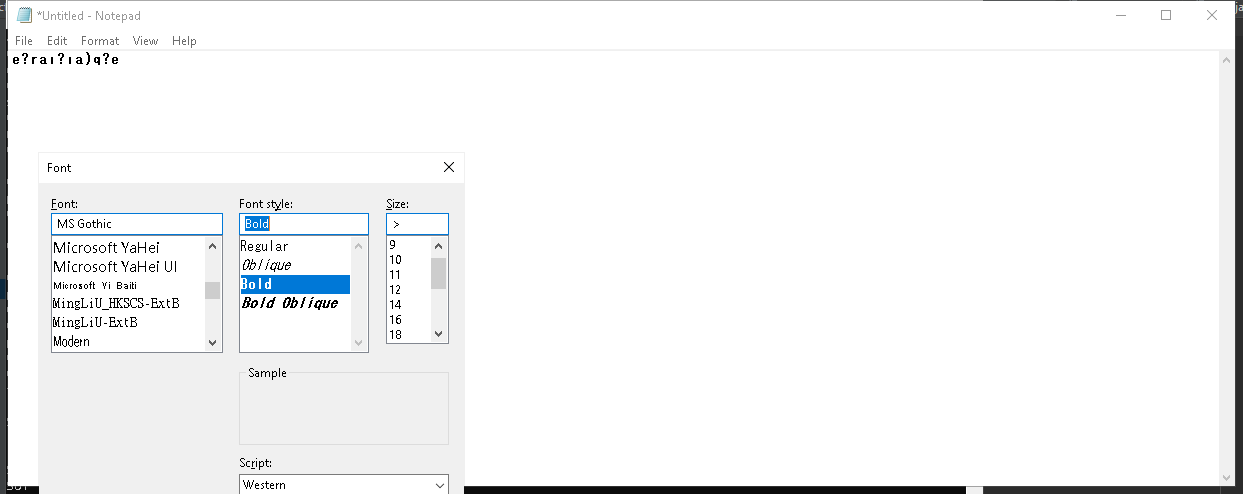 *Untitled - Notepad
File Edit Format View Help
e?raı?ıa)q?e
Font
Font: Font style: Size:
MS Gothic Bold >
Microsoft YaHei Regular 9
Microsoft YaHei UI Oblique 10
Microsoft Yi Baiti Bold 11
MingLiU_HKSCS-ExtB Bold Oblique 12
MingLiU-ExtB 14
Modern 16
18
Sample
Script:
Western